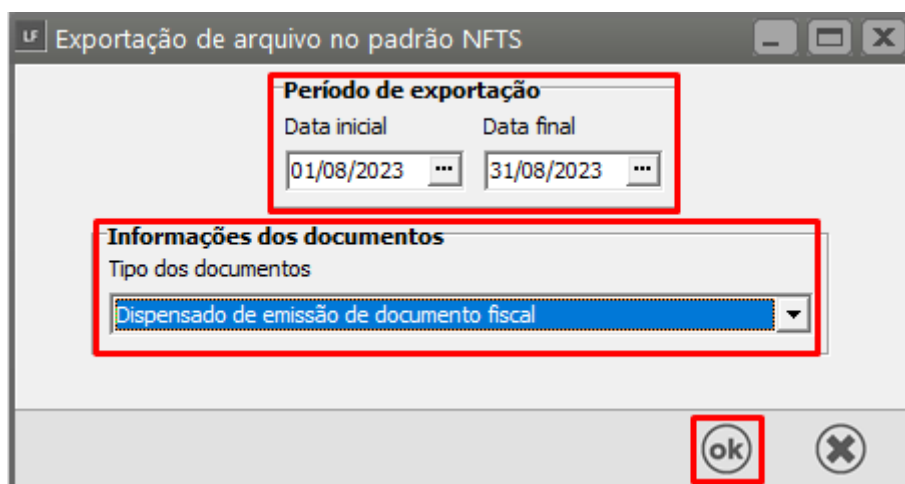 LF Exportação de arquivo no padrão NFTS
Período de exportação
Data inicial Data final
01/08/2023 ... 31/08/2023 ...
Informações dos documentos
Tipo dos documentos
Dispensado de emissão de documento fiscal
ok